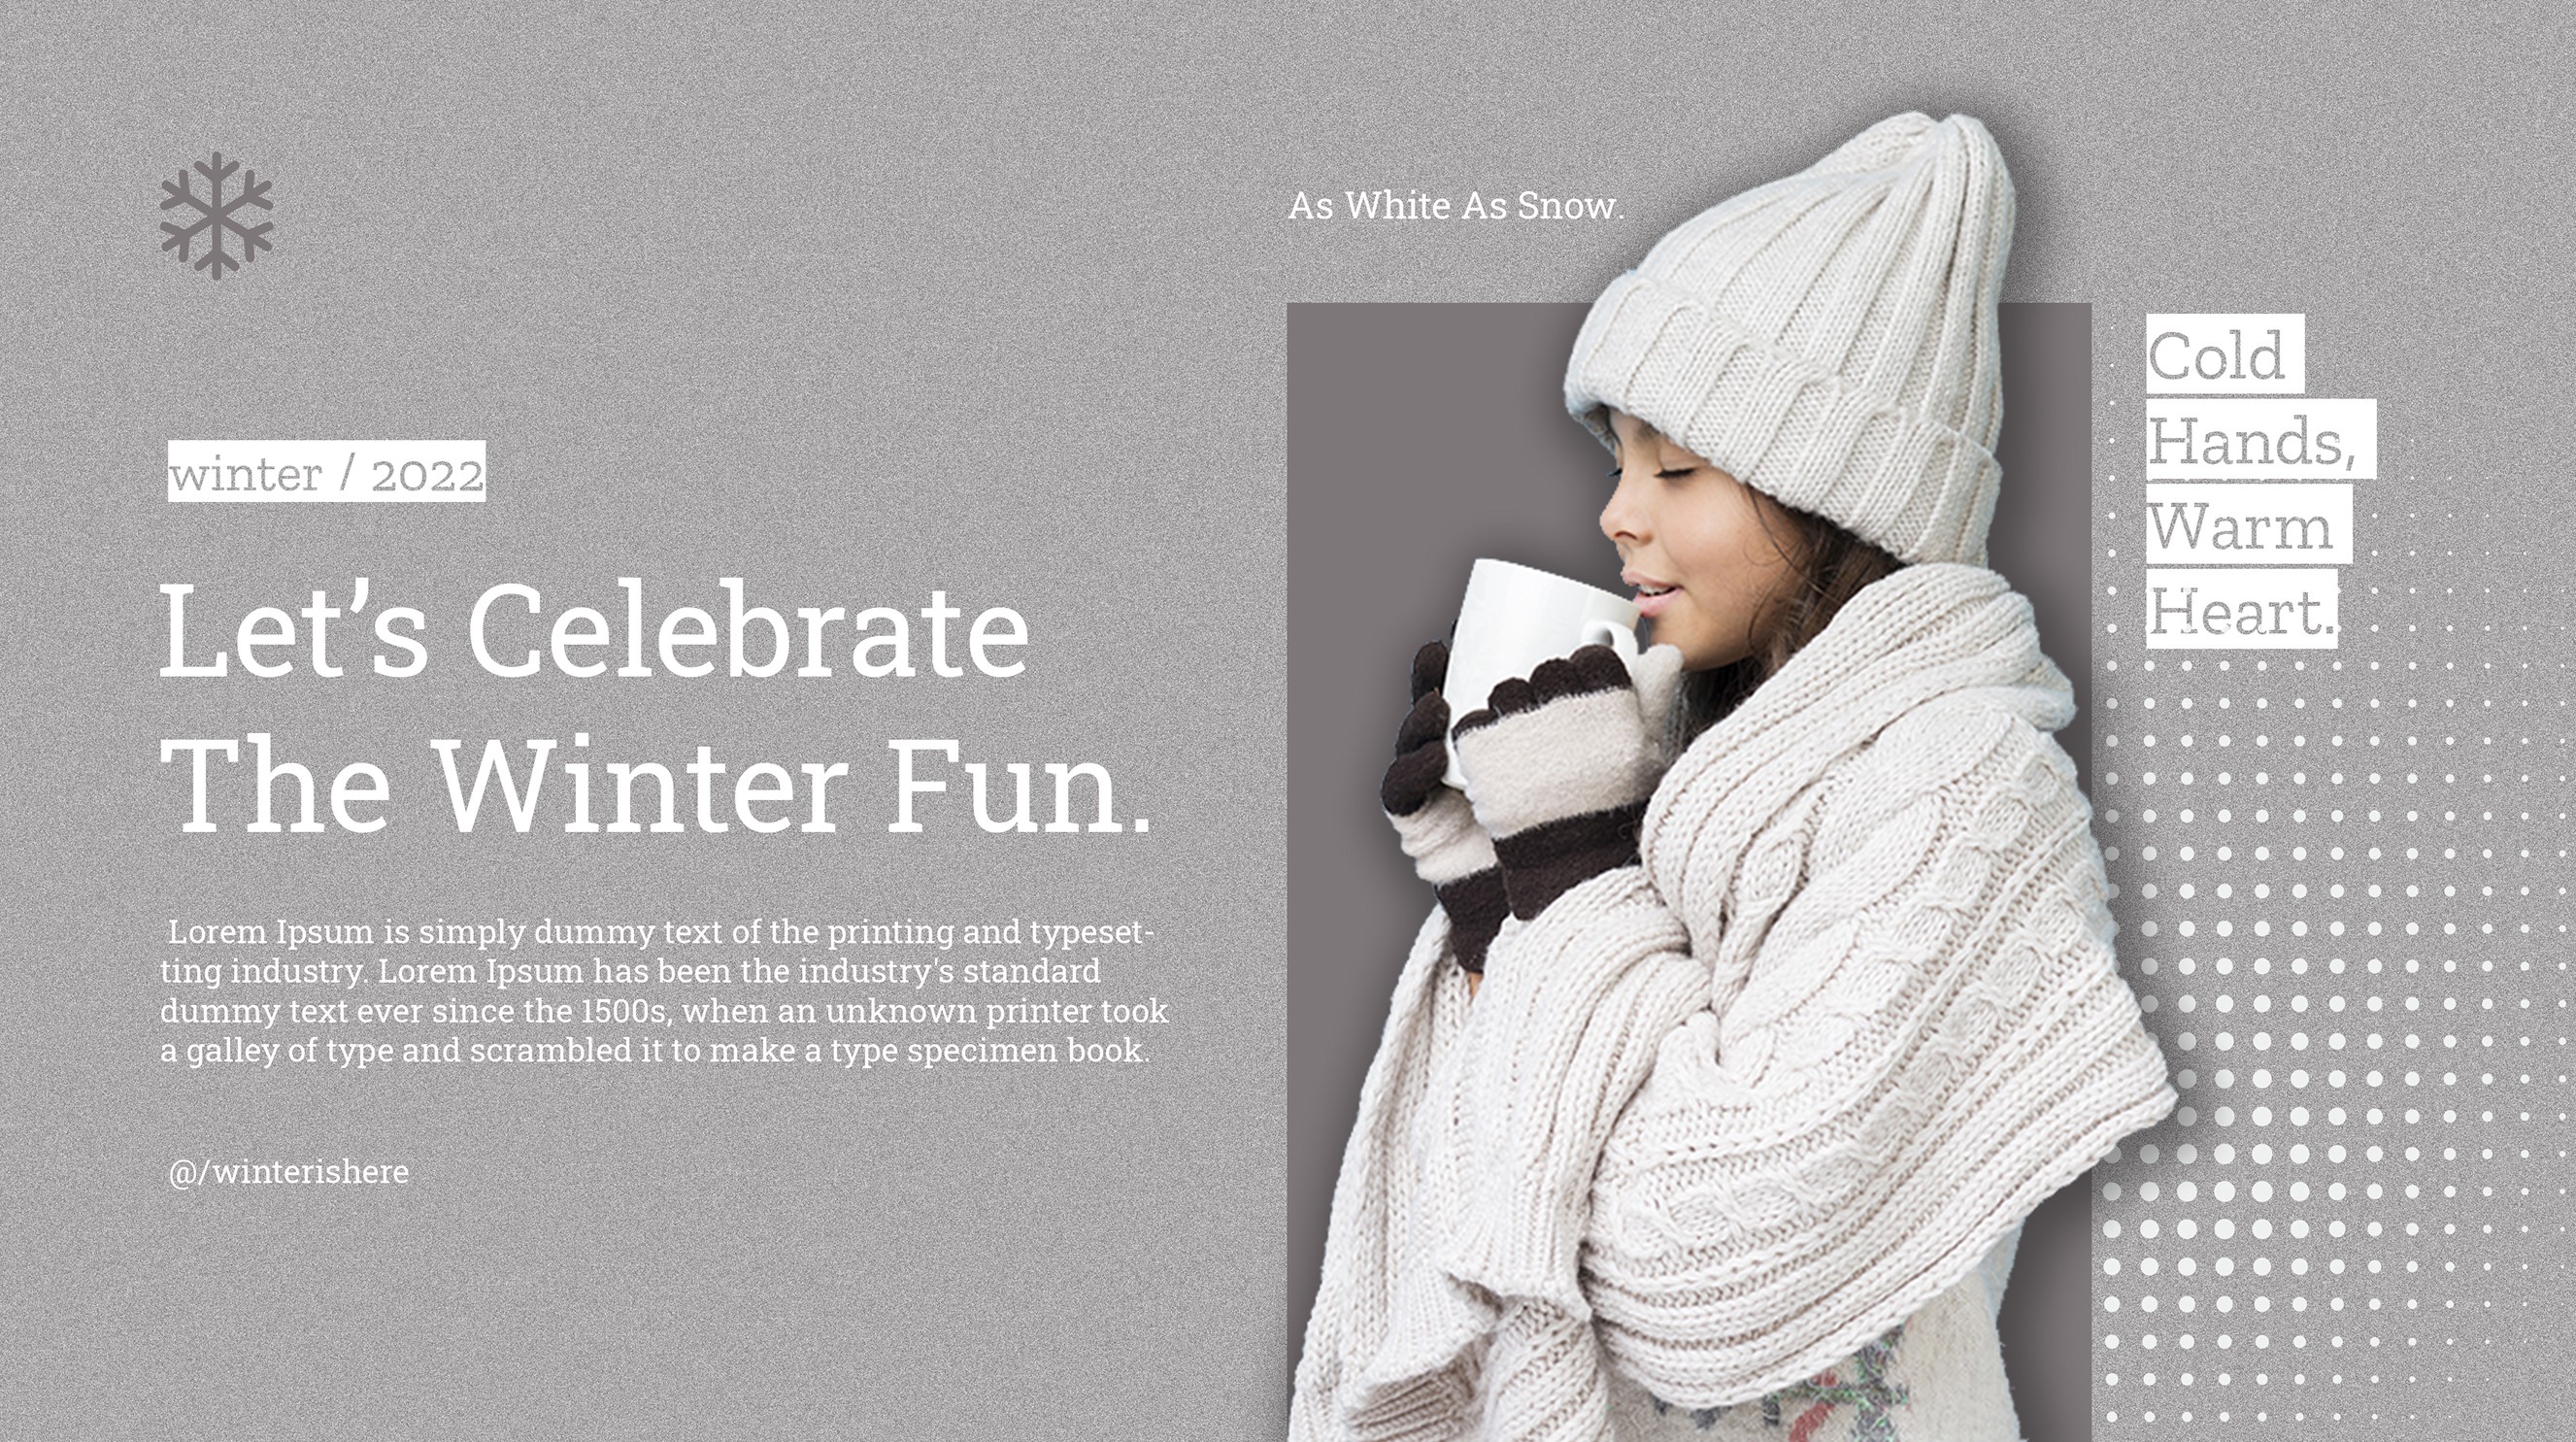 As White As Snow.
winter / 2022
Let’s Celebrate
The Winter Fun.
Lorem Ipsum is simply dummy text of the printing and typeset-
ting industry. Lorem Ipsum has been the industry's standard
dummy text ever since the 1500s, when an unknown printer took
a galley of type and scrambled it to make a type specimen book.
@/winterishere
Cold
Hands,
Warm
Heart.